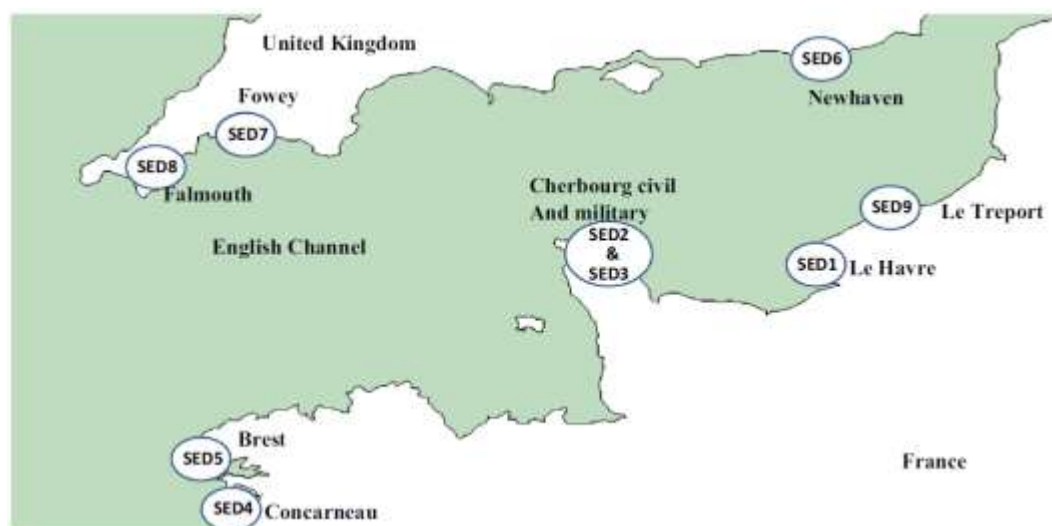 United Kingdom
SED6
Fowey
Newhaven
SED7
SED8
Falmouth
Cherbourg civil
And military
SED9
Le Treport
SED2
&
SED3
English Channel
SED1
Le Havre
Brest
SED5
France
SED4
Concarneau